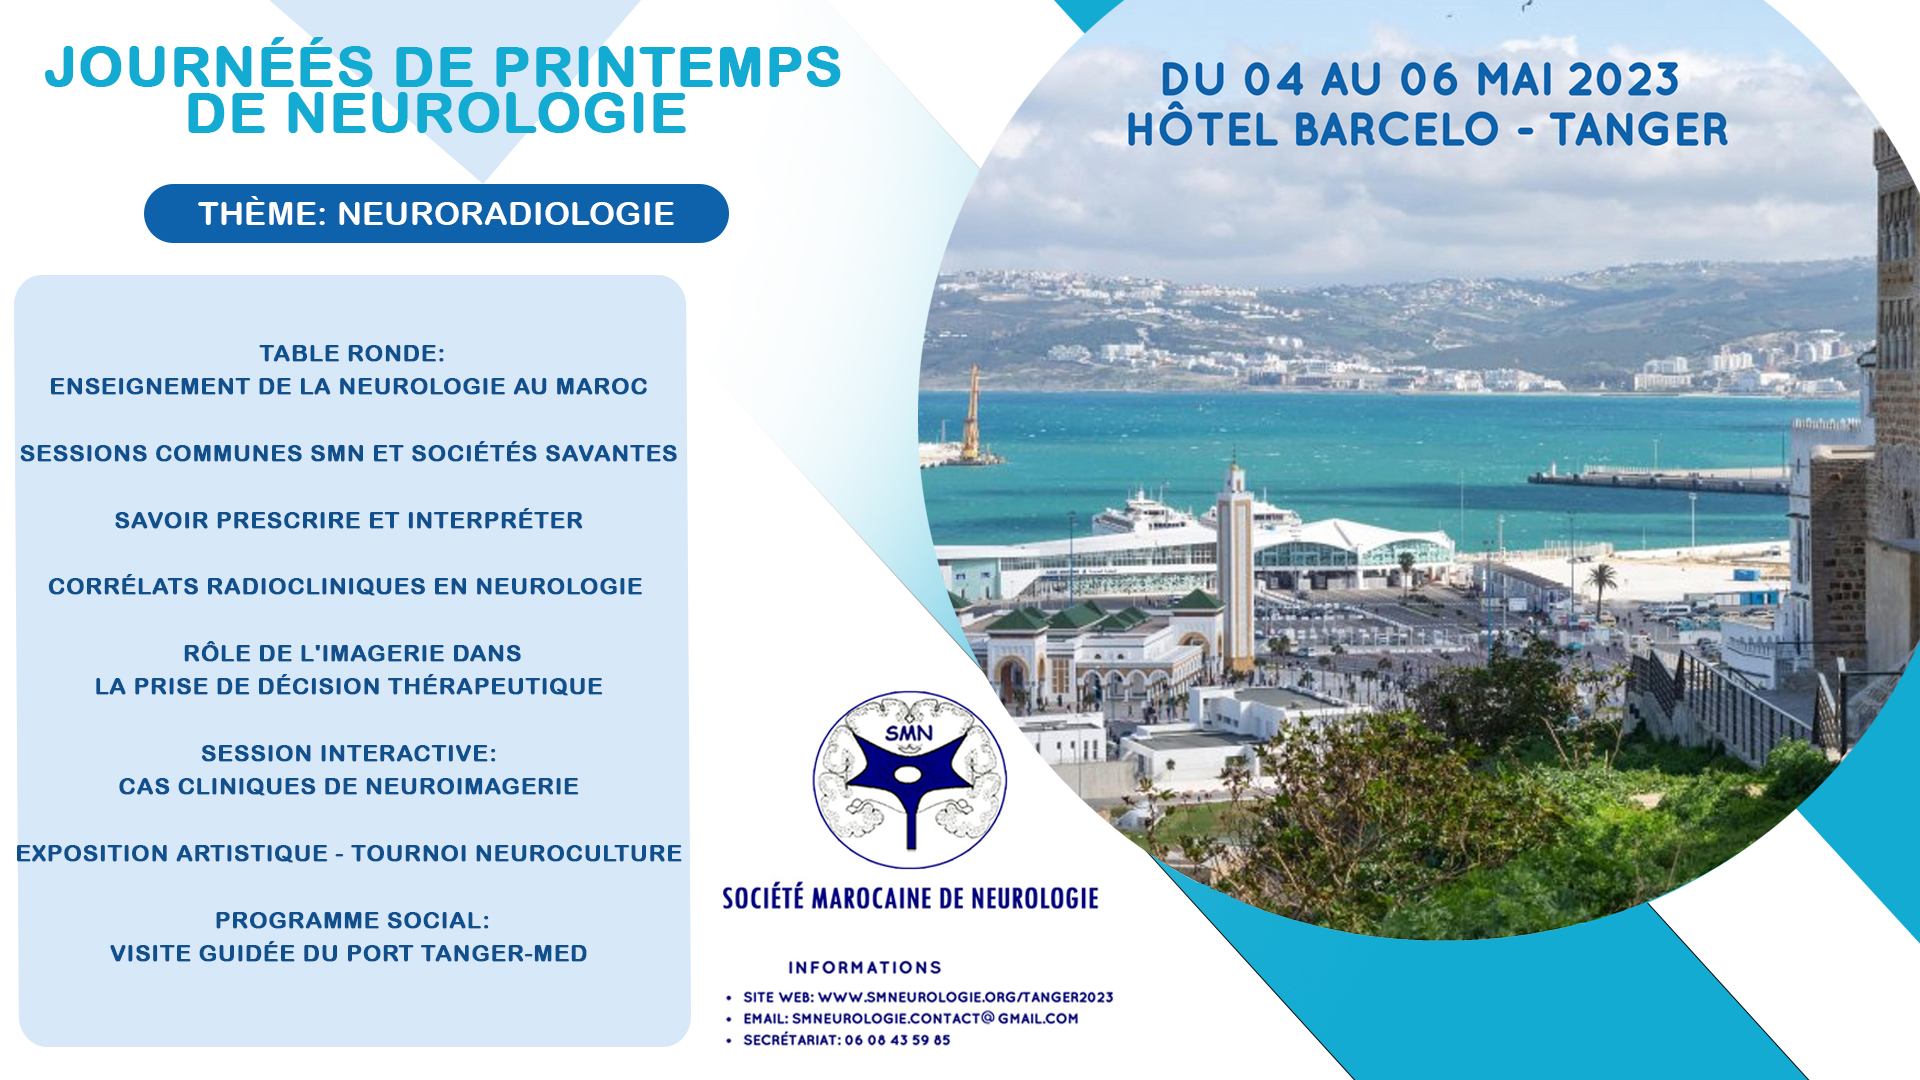 JOURNÉÉS DE PRINTEMPS
DE NEUROLOGIE
THÈME: NEURORADIOLOGIE
TABLE RONDE:
ENSEIGNEMENT DE LA NEUROLOGIE AU MAROC
SESSIONS COMMUNES SMN ET SOCIÉTÉS SAVANTES
SAVOIR PRESCRIRE ET INTERPRÉTER
CORRÉLATS RADIOCLINIQUES EN NEUROLOGIE
RÔLE DE L'IMAGERIE DANS
LA PRISE DE DÉCISION THÉRAPEUTIQUE
SESSION INTERACTIVE:
CAS CLINIQUES DE NEUROIMAGERIE
EXPOSITION ARTISTIQUE - TOURNOI NEUROCULTURE
PROGRAMME SOCIAL:
VISITE GUIDÉE DU PORT TANGER-MED
DU 04 AU 06 MAI 2023
HÔTEL BARCELO - TANGER
SMN
SOCIÉTÉ MAROCAINE DE NEUROLOGIE
INFORMATIONS
• SITE WEB: WWW.SMNEUROLOGIE.ORG/TANGER2023
• EMAIL: SMNEUROLOGIE.CONTACT@GMAIL.COM
• SECRÉTARIAT: 06 08 43 59 85